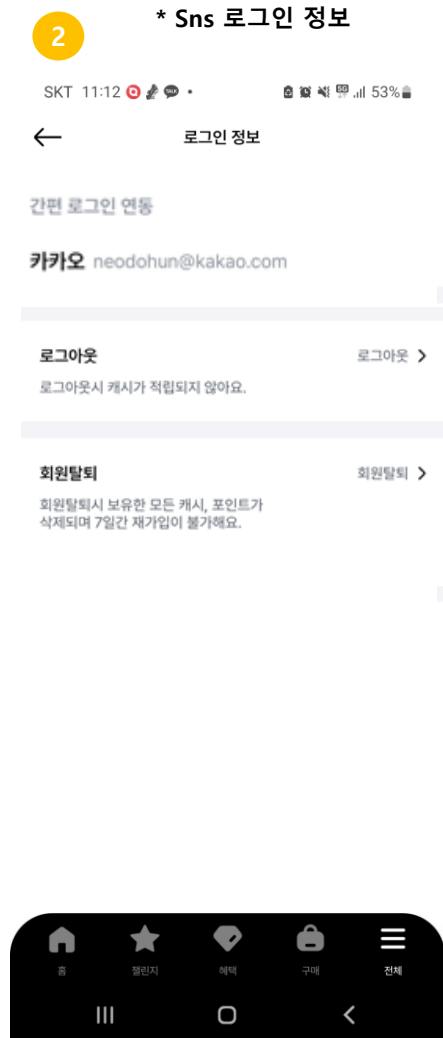 2
* Sns 로그인 정보
SKT 11:12 TALK • 5G 53%
로그인 정보
간편 로그인 연동
카카오 neodohun@kakao.com
로그아웃 로그아웃
로그아웃시 캐시가 적립되지 않아요.
회원탈퇴 회원탈퇴
회원탈퇴시 보유한 모든 캐시, 포인트가
삭제되며 7일간 재가입이 불가해요.
홈 챌린지 혜택 구매 전체